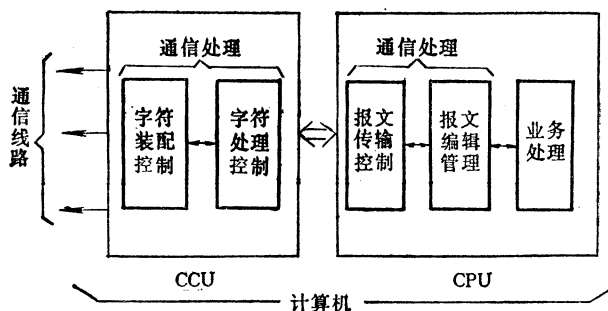 通信处理
通信处理
通信线路
字符装配控制
字符处理控制
报文传输控制
报文编辑管理
业务处理
CCU
CPU
计算机